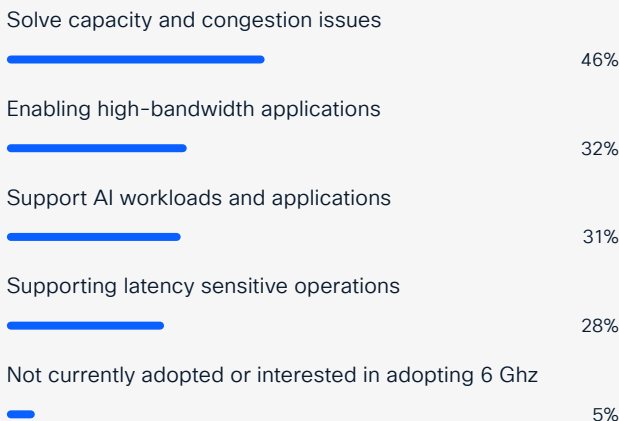 Solve capacity and congestion issues
46%
Enabling high-bandwidth applications
32%
Support AI workloads and applications
31%
Supporting latency sensitive operations
28%
Not currently adopted or interested in adopting 6 Ghz
5%